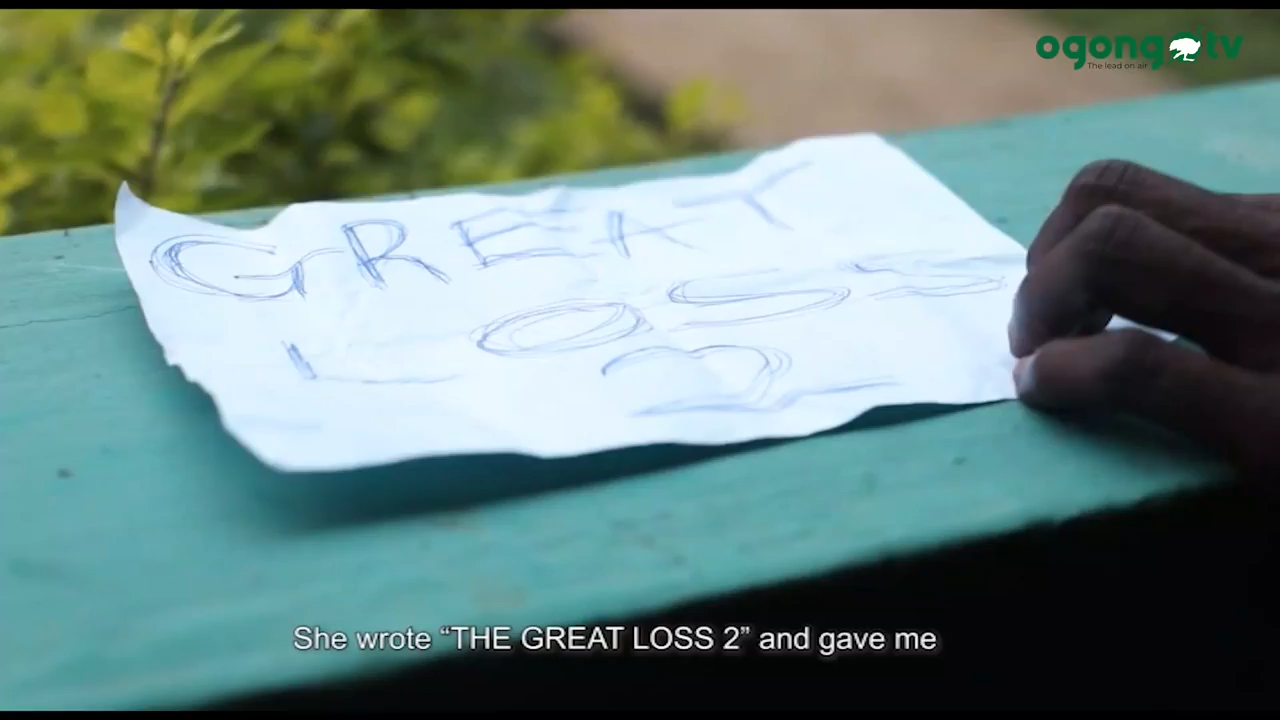 ogong tv
The lead on air
GREAT
LOSS
2
She wrote “THE GREAT LOSS 2” and gave me